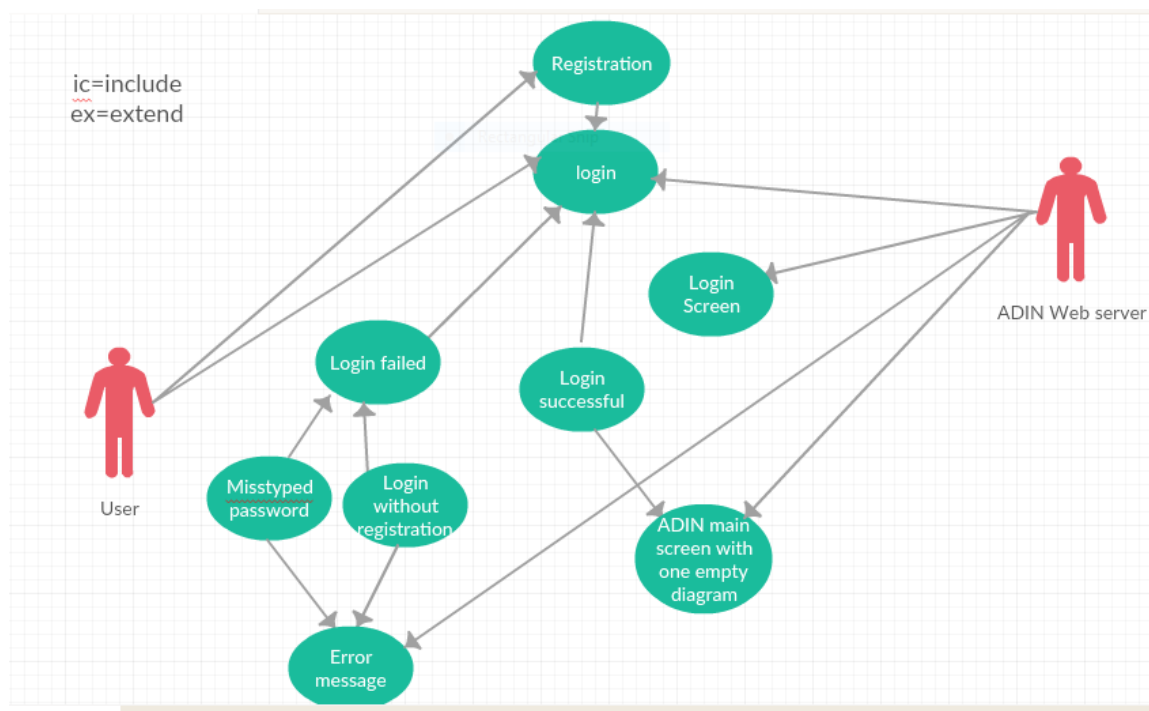 Registration
ic=include
ex=extend
login
Login
Screen
ADIN Web server
Login failed
Login
successful
Misstyped
password
Login
without
registration
User
ADIN main
screen with
one empty
diagram
Error
message